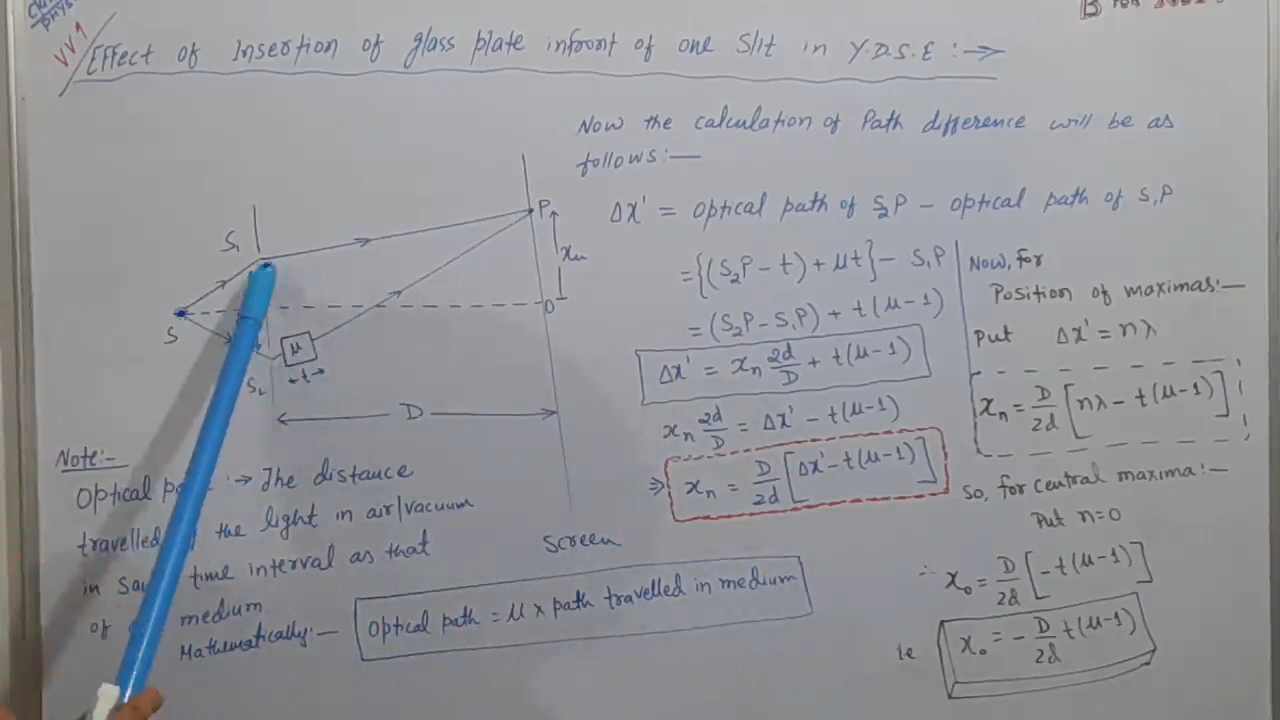 VV1
Effect of Insertion of glass plate infront of one Slit in Y.D.S.E :→
Now the calculation of Path difference will be as
follows:—
Δx' = optical path of S₂P – optical path of S₁P
= {(S₂P – t) + μt} – S₁P
= (S₂P – S₁P) + t(μ–1)
Δx' = xₙ 2d/D + t(μ–1)
xₙ 2d/D = Δx' – t(μ–1)
⇒ xₙ = D/2d [Δx' – t(μ–1)]
Now, for
Position of maximas:—
Put Δx' = nλ
xₙ = D/2d [nλ – t(μ–1)]
So, for central maxima:—
Put n=0
∴ x₀ = D/2d [–t(μ–1)]
ie x₀ = – D/2d t(μ–1)
S₁
P
xₙ
S
O
μ
t
S₂
D
Screen
Note:–
Optical :→ The distance
travelled the light in air/vacuum
in time interval as that
of medium
Mathematically:—
Optical path = μ × path travelled in medium